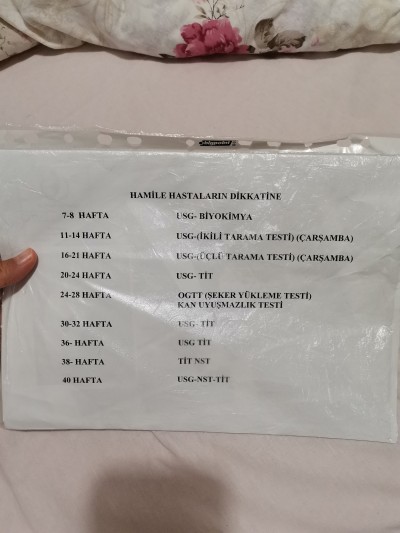 HAMİLE HASTALARIN DİKKATİNE
7-8 HAFTA USG- BİYOKİMYA
11-14 HAFTA USG-(İKİLİ TARAMA TESTİ) (ÇARŞAMBA)
16-21 HAFTA USG-(ÜÇLÜ TARAMA TESTİ) (ÇARŞAMBA)
20-24 HAFTA USG- TİT
24-28 HAFTA OGTT (ŞEKER YÜKLEME TESTİ)
KAN UYUŞMAZLIK TESTİ
30-32 HAFTA USG- TİT
36- HAFTA USG TİT
38- HAFTA TİT NST
40 HAFTA USG-NST-TİT